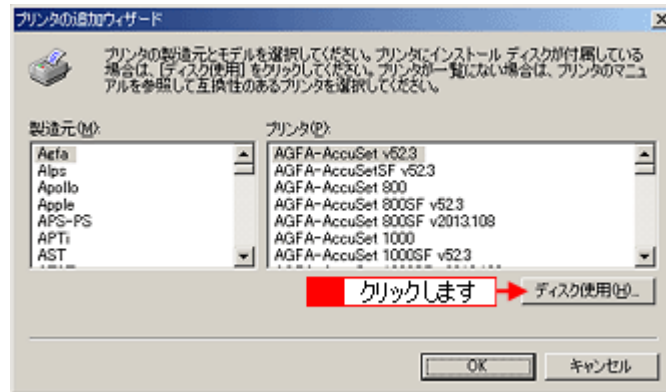 プリンタの追加ウィザード
プリンタの製造元とモデルを選択してください。プリンタにインストール ディスクが付属している
場合は、[ディスク使用] をクリックしてください。プリンタが一覧にない場合は、プリンタのマニュ
アルを参照して互換性のあるプリンタを選択してください。
製造元(M):
Agfa
Alps
Apollo
Apple
APS-PS
APTi
AST
プリンタ(P):
AGFA-AccuSet v52.3
AGFA-AccuSetSF v52.3
AGFA-AccuSet 800
AGFA-AccuSet 800SF v52.3
AGFA-AccuSet 800SF v2013.108
AGFA-AccuSet 1000
AGFA-AccuSet 1000SF v52.3
クリックします
ディスク使用(H)...
OK
キャンセル